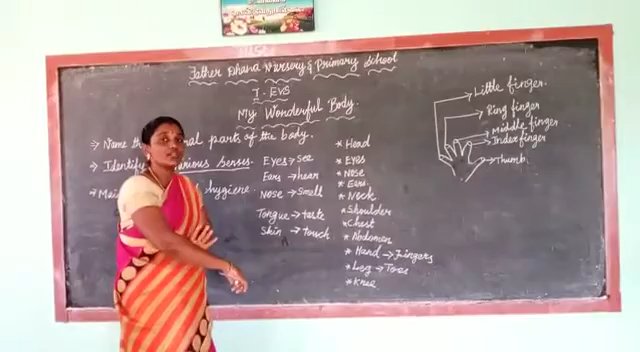 Father Dhana Nursery & Primary School
I. EVS
My Wonderful Body.
Name the parts of the body.
Identify senses.
hygiene.
Eyes → see
Ears → hear
Nose → Smell
Tongue → taste
Skin → touch
* Head
* Eyes
* Nose
* Ears
* Neck
* Shoulder
* Chest
* Abdomen
* Hand → Fingers
* Leg → Toes
* Knee
Little finger.
Ring finger
Middle finger
Index finger
Thumb